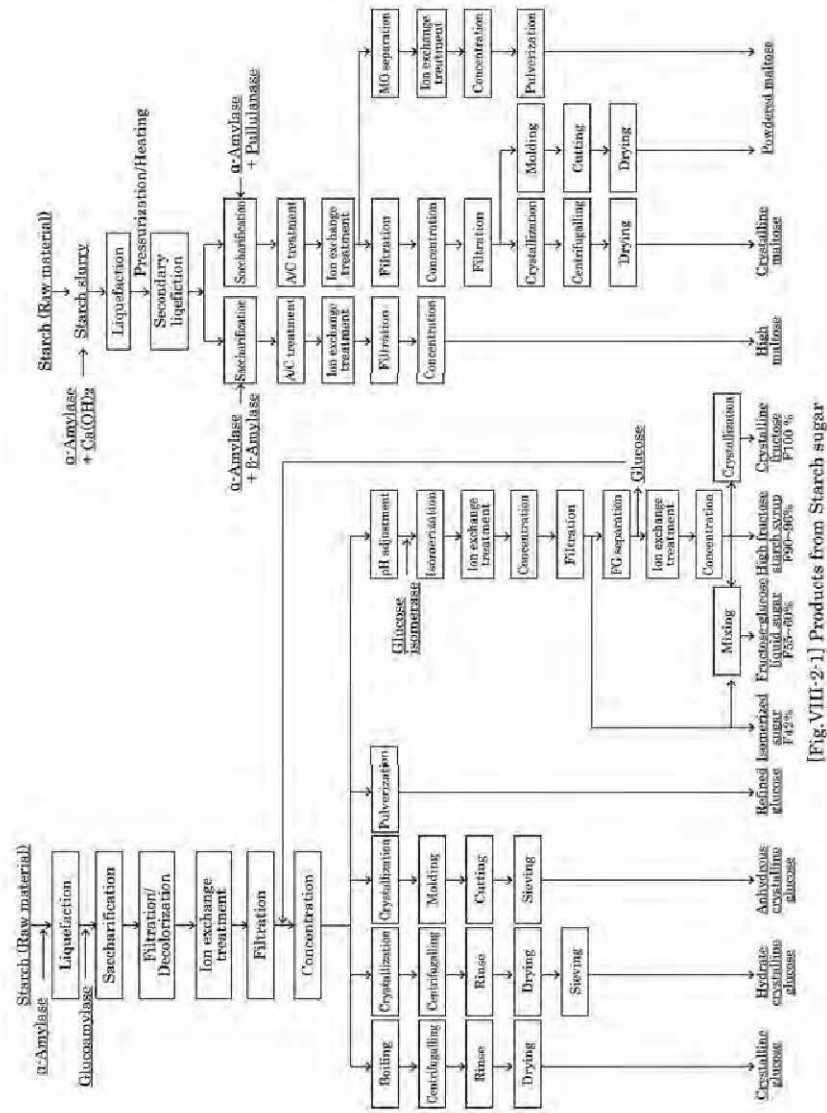 Starch (Raw material)
α-Amylase
Liquefaction
Glucoamylase
Saccharification
Filtration/
Decolorization
Ion exchange
treatment
Filtration
Concentration
Boiling
Centrifugalling
Rinse
Drying
Crystalline
glucose
Crystallization
Centrifugalling
Rinse
Drying
Sieving
Hydrate
crystalline
glucose
Crystallization
Molding
Cutting
Sieving
Anhydrous
crystalline
glucose
Pulverization
Refined
glucose
pH adjustment
Glucose
isomerase
Isomerization
Ion exchange
treatment
Concentration
Filtration
FG separation
Glucose
Ion exchange
treatment
Concentration
Mixing
Crystallization
Isomerized
sugar
F42%
Fructose-glucose
liquid sugar
F55~60%
High fructose
starch syrup
F90~96%
Crystalline
fructose
F100 %
Starch (Raw material)
α-Amylase
+ Ca(OH)2
Starch slurry
Liquefaction
Pressurization/Heating
Secondary
liqefiction
α-Amylase
+ β-Amylase
Saccharification
A/C treatment
Ion exchange
treatment
Filtration
Concentration
High
maltose
α-Amylase
+ Pullulanase
Saccharification
A/C treatment
Ion exchange
treatment
Filtration
Concentration
Filtration
Crystallization
Centrifugalling
Drying
Crystalline
maltose
Molding
Cutting
Drying
MO separation
Ion exchange
treatment
Concentration
Pulverization
Powdered maltose
[Fig.VIII-2-1] Products from Starch sugar